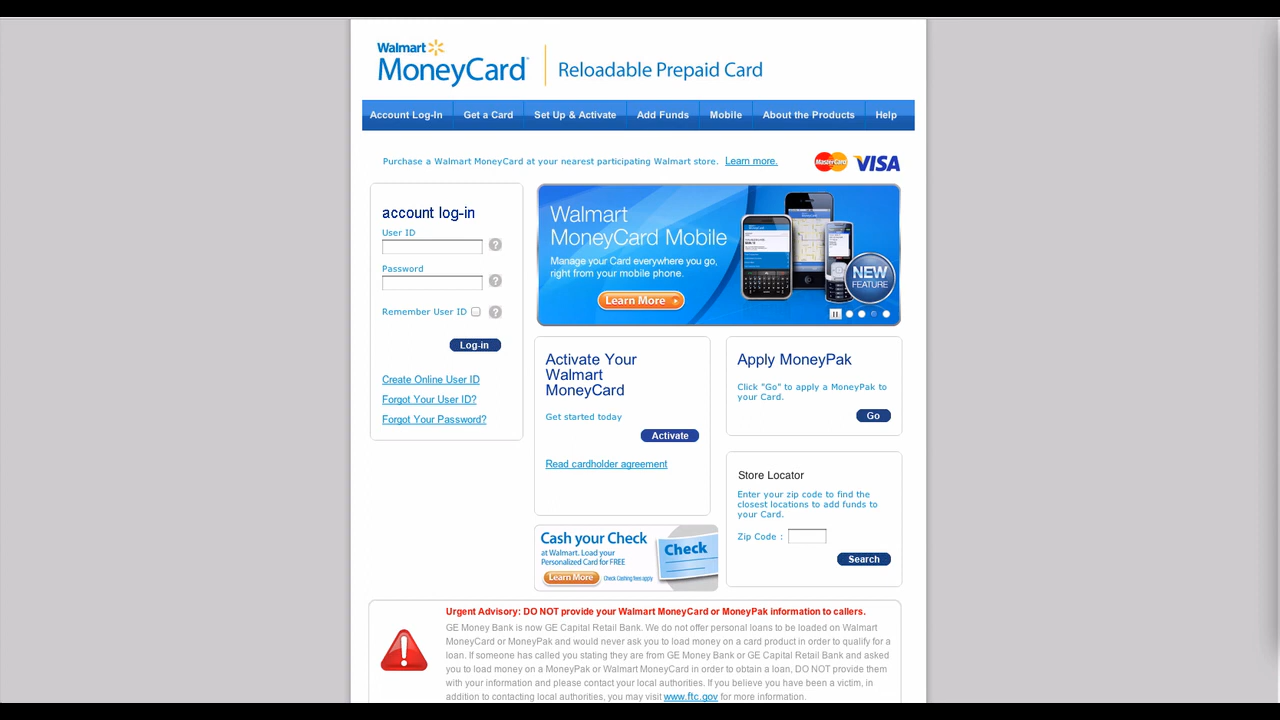 Walmart
MoneyCard
Reloadable Prepaid Card
Account Log-In Get a Card Set Up & Activate Add Funds Mobile About the Products Help
Purchase a Walmart MoneyCard at your nearest participating Walmart store. Learn more.
MasterCard VISA
account log-in
User ID
Password
Remember User ID
Log-in
Create Online User ID
Forgot Your User ID?
Forgot Your Password?
Walmart
MoneyCard Mobile
Manage your Card everywhere you go,
right from your mobile phone.
Learn More
NEW
FEATURE
Activate Your
Walmart
MoneyCard
Get started today
Activate
Read cardholder agreement
Apply MoneyPak
Click "Go" to apply a MoneyPak to
your Card.
Go
Store Locator
Enter your zip code to find the
closest locations to add funds to
your Card.
Zip Code :
Search
Cash your Check
at Walmart. Load your
Personalized Card for FREE
Learn More Check Cashing fees apply
Check
Urgent Advisory: DO NOT provide your Walmart MoneyCard or MoneyPak information to callers.
GE Money Bank is now GE Capital Retail Bank. We do not offer personal loans to be loaded on Walmart
MoneyCard or MoneyPak and would never ask you to load money on a card product in order to qualify for a
loan. If someone has called you stating they are from GE Money Bank or GE Capital Retail Bank and asked
you to load money on a MoneyPak or Walmart MoneyCard in order to obtain a loan, DO NOT provide them
with your information and please contact your local authorities. If you believe you have been a victim, in
addition to contacting local authorities, you may visit www.ftc.gov for more information.